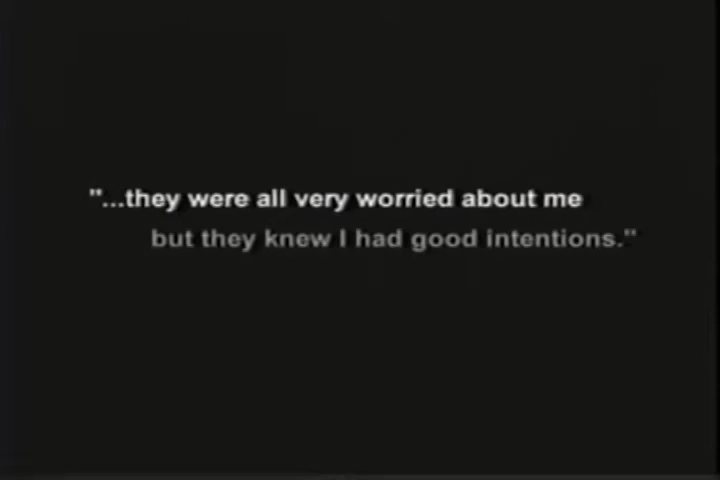 "...they were all very worried about me
but they knew I had good intentions."